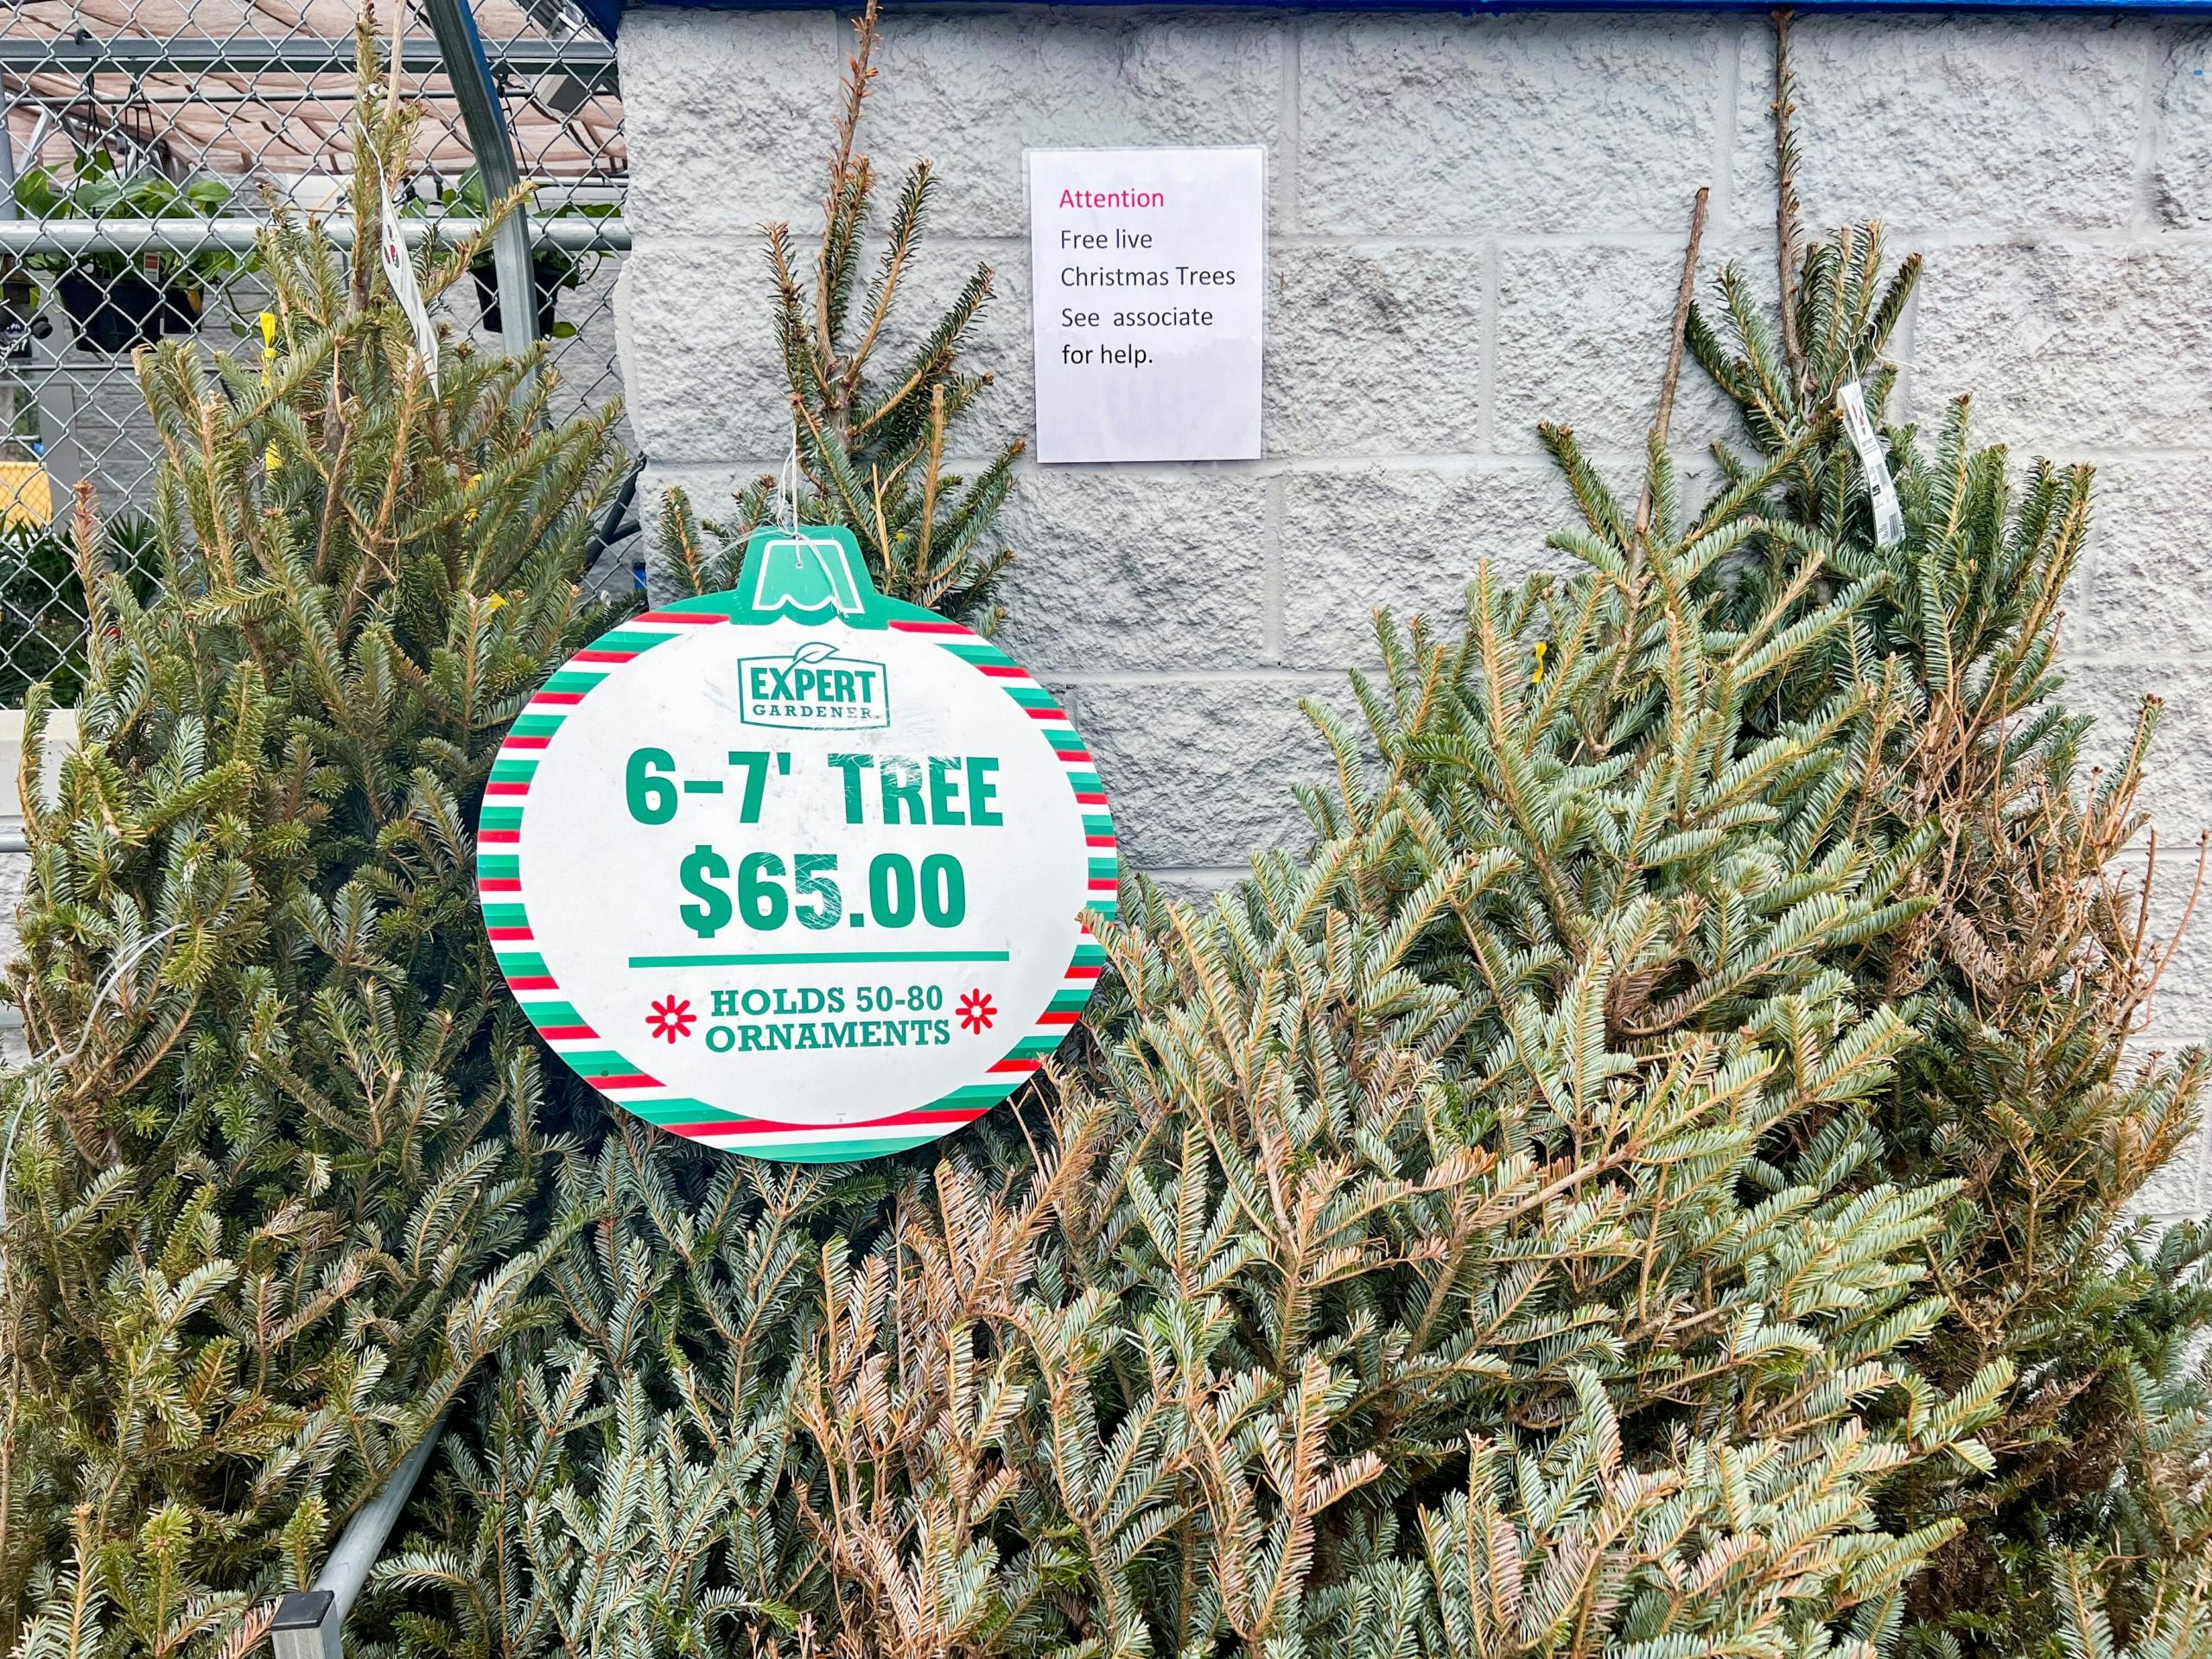 Attention
Free live
Christmas Trees
See associate
for help.
EXPERT
GARDENER
6-7' TREE
$65.00
HOLDS 50-80
ORNAMENTS